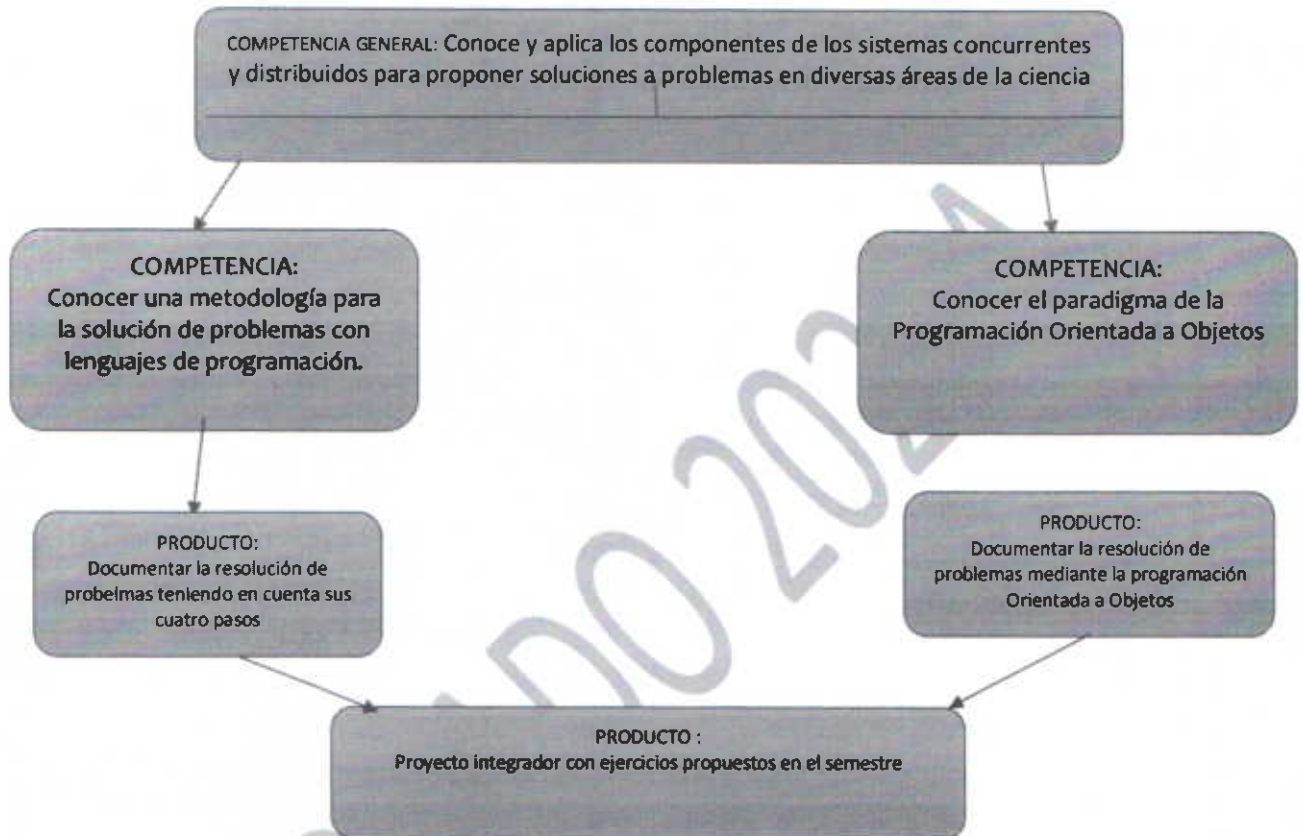 COMPETENCIA GENERAL: Conoce y aplica los componentes de los sistemas concurrentes
y distribuidos para proponer soluciones a problemas en diversas áreas de la ciencia
COMPETENCIA:
Conocer una metodología para
la solución de problemas con
lenguajes de programación.
COMPETENCIA:
Conocer el paradigma de la
Programación Orientada a Objetos
PRODUCTO:
Documentar la resolución de
probelmas teniendo en cuenta sus
cuatro pasos
PRODUCTO:
Documentar la resolución de
problemas mediante la programación
Orientada a Objetos
PRODUCTO :
Proyecto integrador con ejercicios propuestos en el semestre